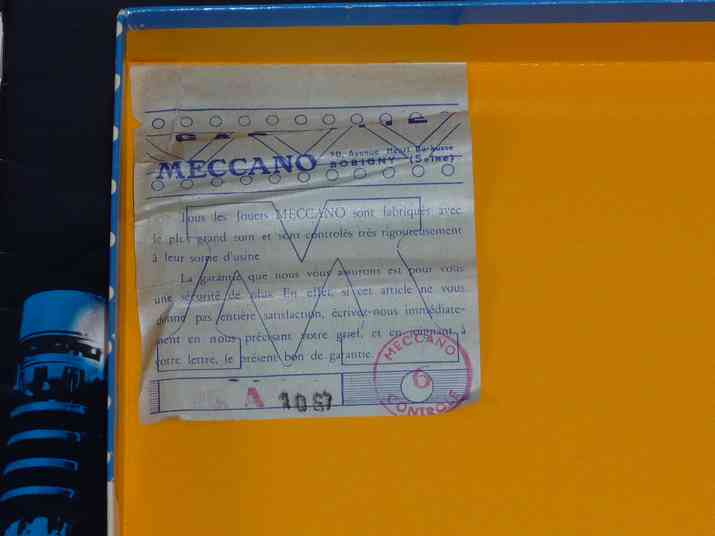 MECCANO
70, Avenue Henri Barbusse
BOBIGNY (Seine)
Tous les Jouets MECCANO sont fabriqués avec
le plus grand soin et sont contrôlés très rigoureusement
à leur sortie d'usine
La garantie que nous vous assurons est pour vous
une sécurité de plus. En effet, si cet article ne vous
donne pas entière satisfaction, écrivez-nous immédiate-
ment en nous précisant votre grief, et en joignant à
votre lettre, le présent bon de garantie
MECCANO
6
CONTROLE
A 10 67